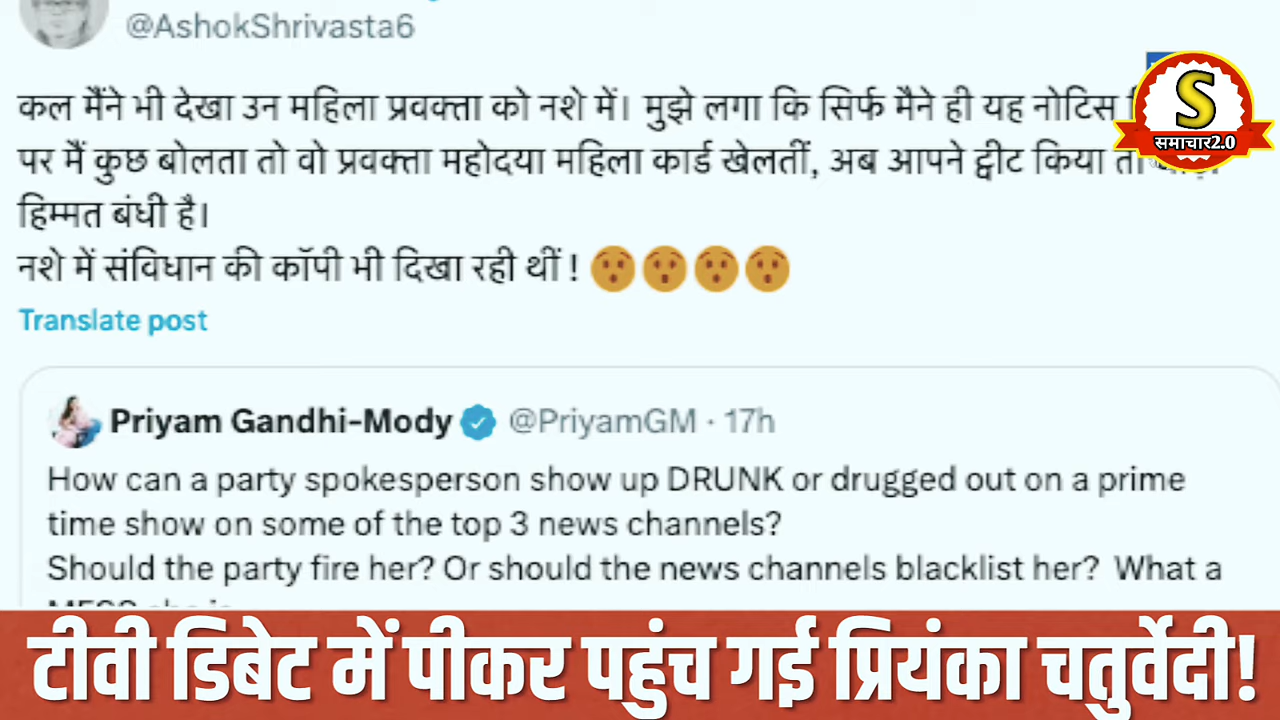 @AshokShrivasta6
कल मैंने भी देखा उन महिला प्रवक्ता को नशे में। मुझे लगा कि सिर्फ मैने ही यह नोटिस
S
समाचार2.0
पर मैं कुछ बोलता तो वो प्रवक्ता महोदया महिला कार्ड खेलतीं, अब आपने ट्वीट किया
हिम्मत बंधी है।
नशे में संविधान की कॉपी भी दिखा रही थीं ! 😯😯😯😯
Translate post
Priyam Gandhi-Mody @PriyamGM · 17h
How can a party spokesperson show up DRUNK or drugged out on a prime
time show on some of the top 3 news channels?
Should the party fire her? Or should the news channels blacklist her? What a
टीवी डिबेट में पीकर पहुंच गई प्रियंका चतुर्वेदी!